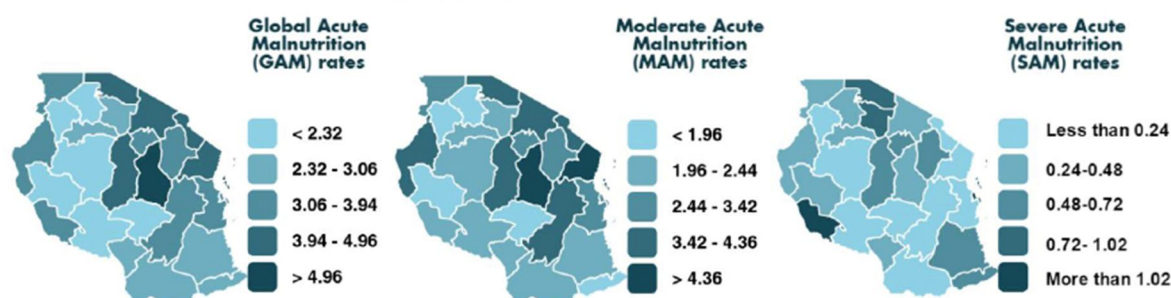 Global Acute
Malnutrition
(GAM) rates
< 2.32
2.32 - 3.06
3.06 - 3.94
3.94 - 4.96
> 4.96
Moderate Acute
Malnutrition
(MAM) rates
< 1.96
1.96 - 2.44
2.44 - 3.42
3.42 - 4.36
> 4.36
Severe Acute
Malnutrition
(SAM) rates
Less than 0.24
0.24-0.48
0.48-0.72
0.72- 1.02
More than 1.02